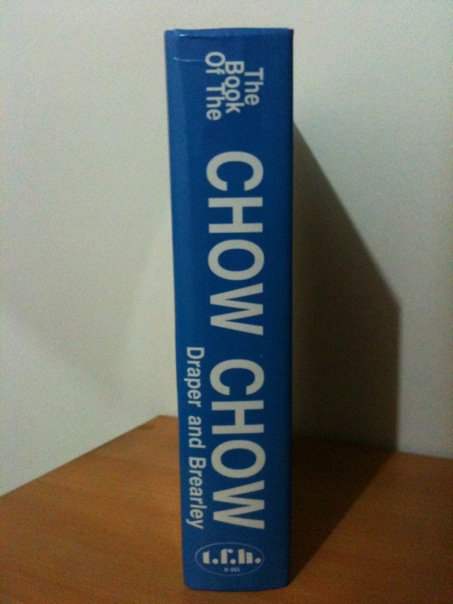 The
Book
Of The
CHOW CHOW
Draper and Brearley
t.f.h.